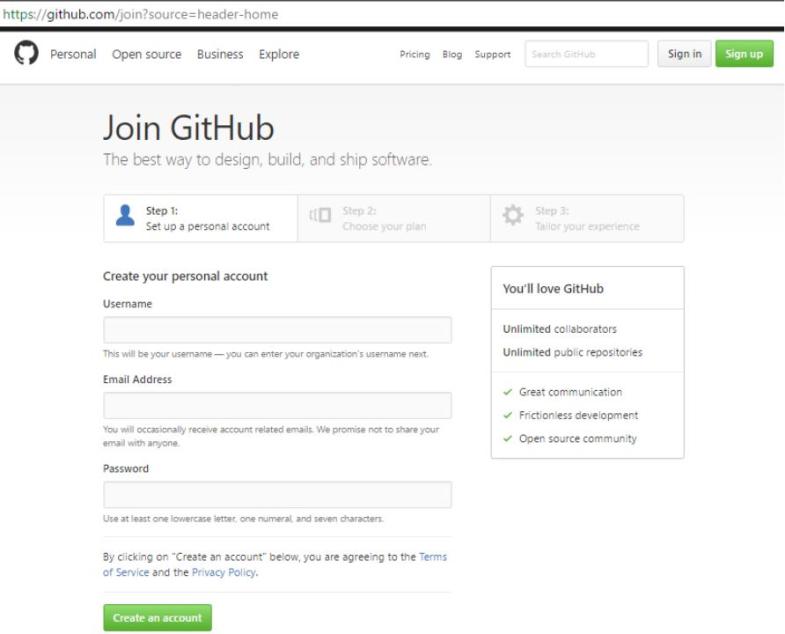 https://github.com/join?source=header-home
Personal Open source Business Explore Pricing Blog Support Search GitHub Sign in Sign up
Join GitHub
The best way to design, build, and ship software.
Step 1:
Set up a personal account
Step 2:
Choose your plan
Step 3:
Tailor your experience
Create your personal account
Username
This will be your username — you can enter your organization's username next.
Email Address
You will occasionally receive account related emails. We promise not to share your
email with anyone.
Password
Use at least one lowercase letter, one numeral, and seven characters.
By clicking on "Create an account" below, you are agreeing to the Terms
of Service and the Privacy Policy.
Create an account
You'll love GitHub
Unlimited collaborators
Unlimited public repositories
Great communication
Frictionless development
Open source community